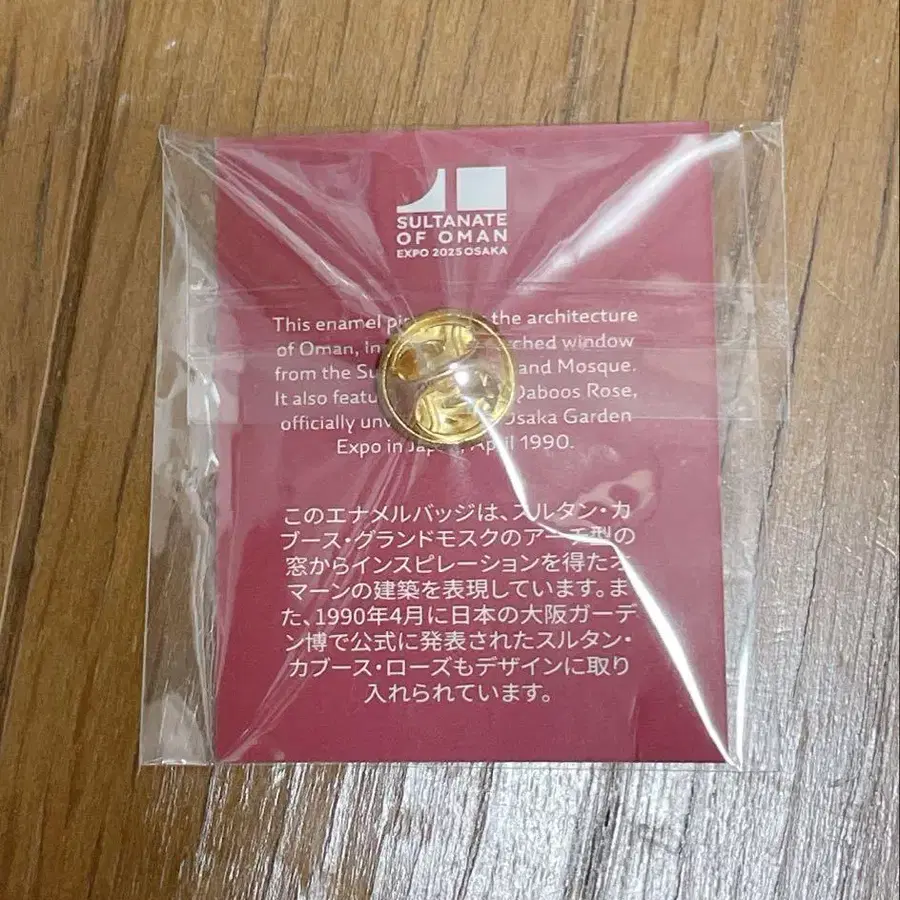 SULTANATE
OF OMAN
EXPO 2025 OSAKA
This enamel the architecture
of Oman, window
from the and Mosque.
It also Qaboos Rose,
officially Osaka Garden
Expo in April 1990.
このエナメルバッジは、スルタン・カ
ブース・グランドモスクのアーチ型の
窓からインスピレーションを得たオ
マーンの建築を表現しています。ま
た、1990年4月に日本の大阪ガーデ
ン博で公式に発表されたスルタン・
カブース・ローズもデザインに取り
入れられています。